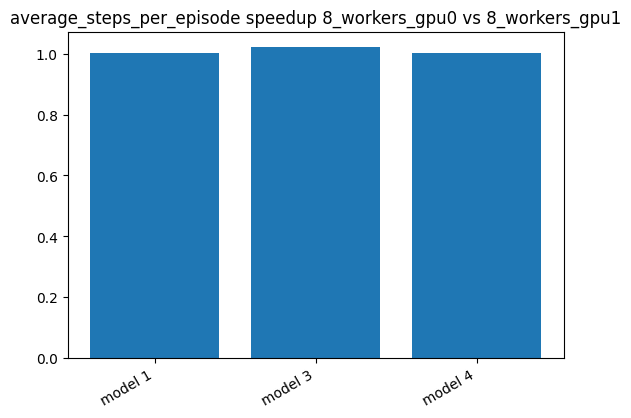 average_steps_per_episode speedup 8_workers_gpu0 vs 8_workers_gpu1
1.0
0.8
0.6
0.4
0.2
0.0
model 1
model 3
model 4